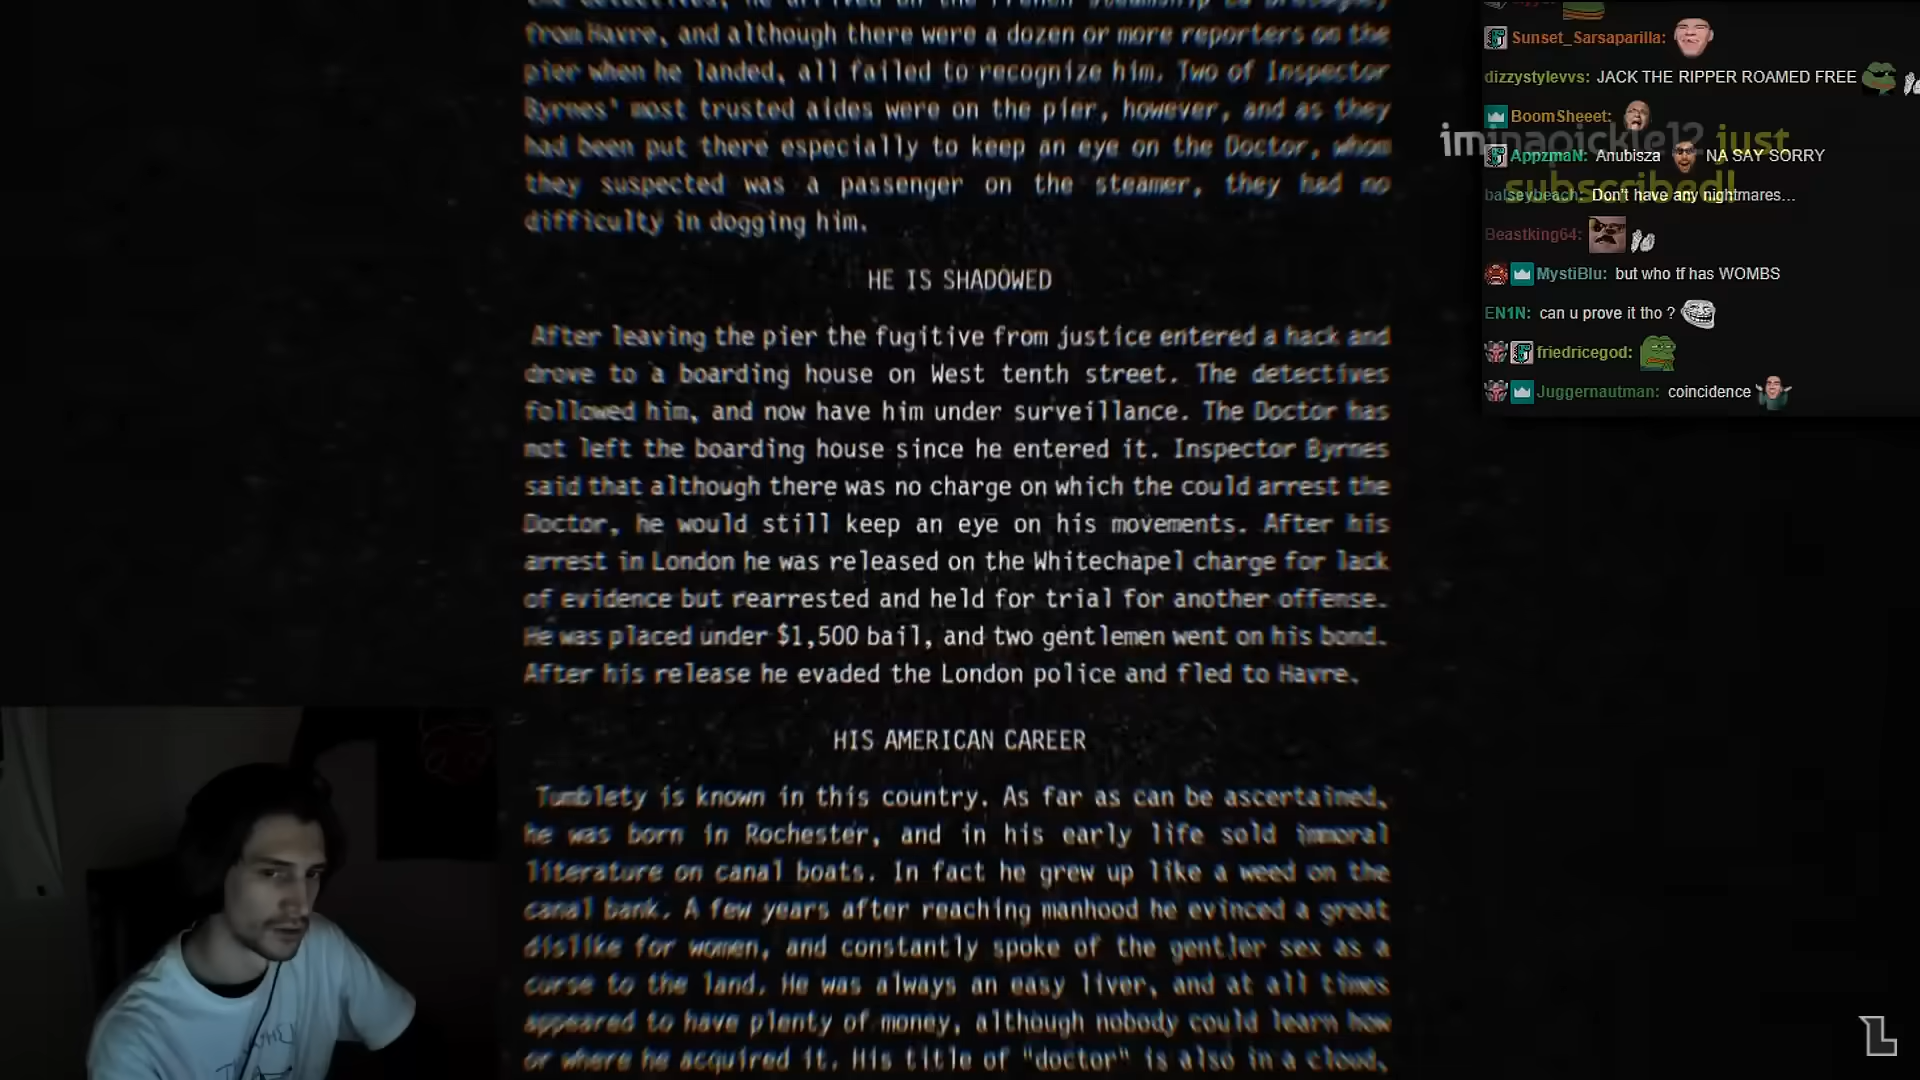 from Havre, and although there were a dozen or more reporters on the
pier when he landed, all failed to recognize him. Two of Inspector
Byrnes' most trusted aides were on the pier, however, and as they
had been put there especially to keep an eye on the Doctor, whom
they suspected was a passenger on the steamer, they had no
difficulty in dogging him.
HE IS SHADOWED
After leaving the pier the fugitive from justice entered a hack and
drove to a boarding house on West tenth street. The detectives
followed him, and now have him under surveillance. The Doctor has
not left the boarding house since he entered it. Inspector Byrnes
said that although there was no charge on which the could arrest the
Doctor, he would still keep an eye on his movements. After his
arrest in London he was released on the Whitechapel charge for lack
of evidence but rearrested and held for trial for another offense.
He was placed under $1,500 bail, and two gentlemen went on his bond.
After his release he evaded the London police and fled to Havre.
HIS AMERICAN CAREER
Tumblety is known in this country. As far as can be ascertained,
he was born in Rochester, and in his early life sold immoral
literature on canal boats. In fact he grew up like a weed on the
canal bank. A few years after reaching manhood he evinced a great
dislike for women, and constantly spoke of the gentler sex as a
curse to the land. He was always an easy liver, and at all times
appeared to have plenty of money, although nobody could learn how
or where he acquired it. His title of "doctor" is also in a cloud,
Sunset_Sarsaparilla:
dizzystylevvs: JACK THE RIPPER ROAMED FREE
BoomSheeet:
iminapickle12 just
subscribed!
AppzmaN: Anubisza NA SAY SORRY
balseybeach: Don't have any nightmares...
Beastking64:
MystiBlu: but who tf has WOMBS
EN1N: can u prove it tho ?
friedricegod:
Juggernautman: coincidence